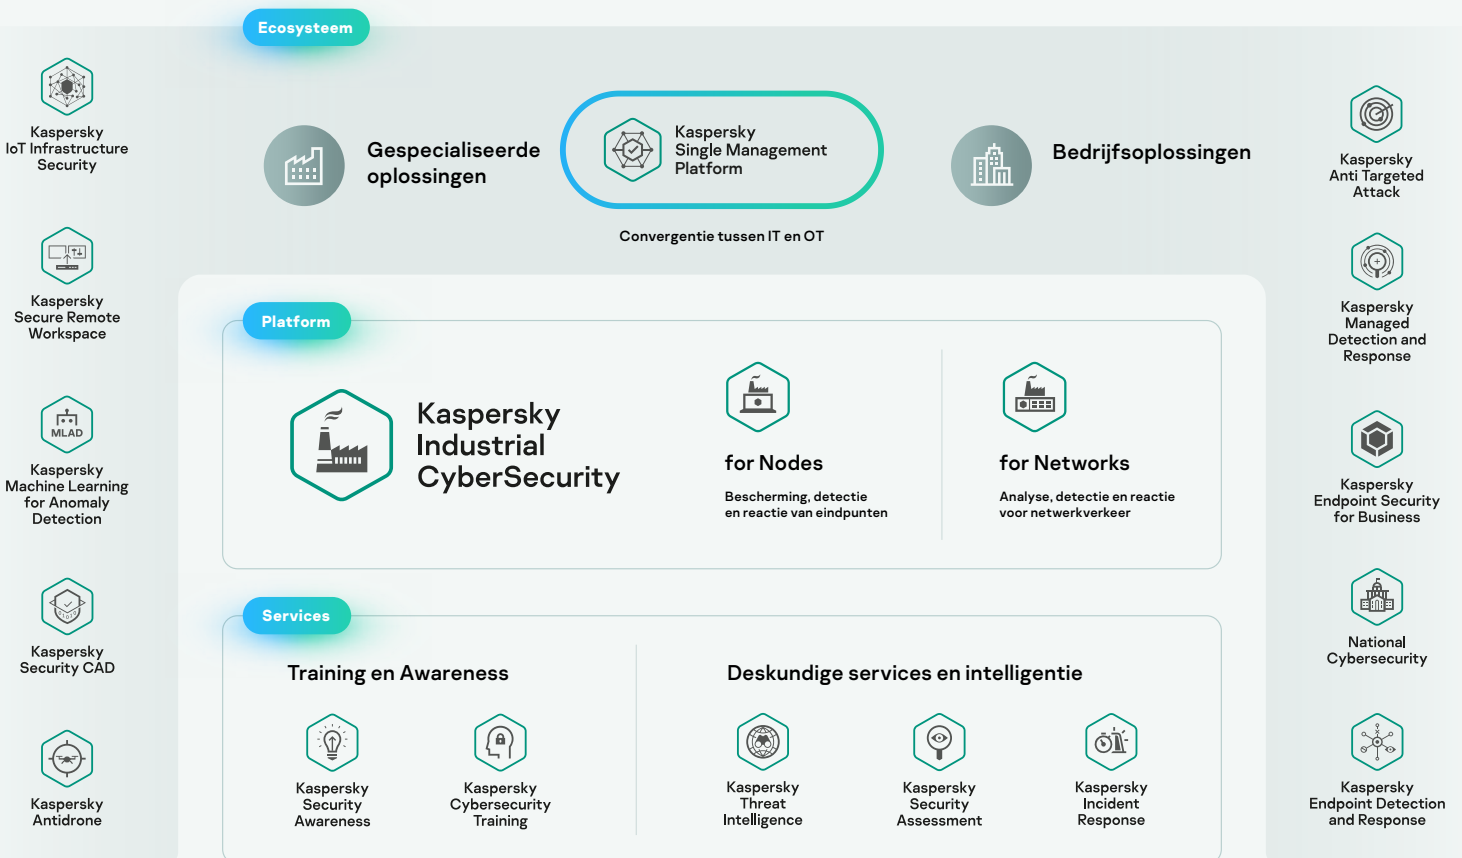 Ecosysteem
Gespecialiseerde
oplossingen
Kaspersky
Single Management
Platform
Convergentie tussen IT en OT
Bedrijfsoplossingen
Kaspersky
IoT Infrastructure
Security
Kaspersky
Secure Remote
Workspace
MLAD
Kaspersky
Machine Learning
for Anomaly
Detection
Kaspersky
Security CAD
Kaspersky
Antidrone
Platform
Kaspersky
Industrial
CyberSecurity
for Nodes
Bescherming, detectie
en reactie van eindpunten
for Networks
Analyse, detectie en reactie
voor netwerkverkeer
Services
Training en Awareness
Kaspersky
Security
Awareness
Kaspersky
Cybersecurity
Training
Deskundige services en intelligentie
Kaspersky
Threat
Intelligence
Kaspersky
Security
Assessment
Kaspersky
Incident
Response
Kaspersky
Anti Targeted
Attack
Kaspersky
Managed
Detection and
Response
Kaspersky
Endpoint Security
for Business
National
Cybersecurity
Kaspersky
Endpoint Detection
and Response